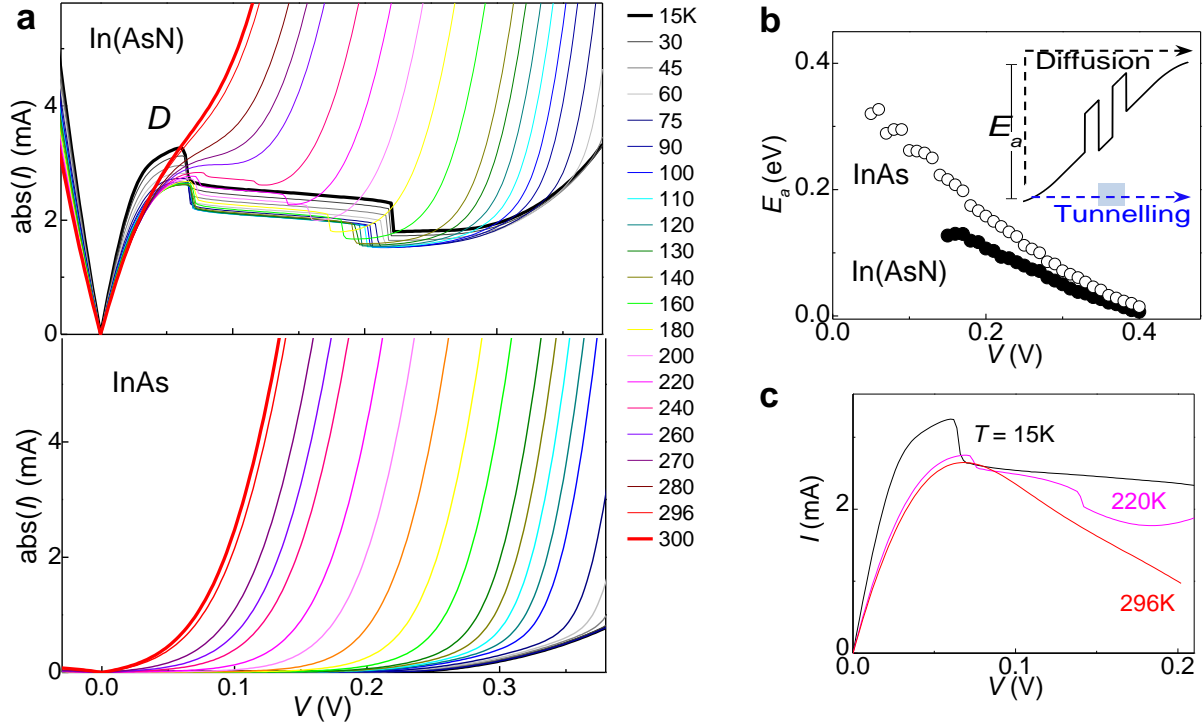 a
In(AsN)
D
abs(I) (mA)
4
2
0
InAs
abs(I) (mA)
4
2
0
0.0
0.1
0.2
0.3
V (V)
15K
30
45
60
75
90
100
110
120
130
140
160
180
200
220
240
260
270
280
296
300
b
Diffusion
Ea
InAs
Tunnelling
In(AsN)
Ea (eV)
0.4
0.2
0.0
0.0
0.2
0.4
V (V)
c
T = 15K
220K
296K
I (mA)
2
0
0.0
0.1
0.2
V (V)